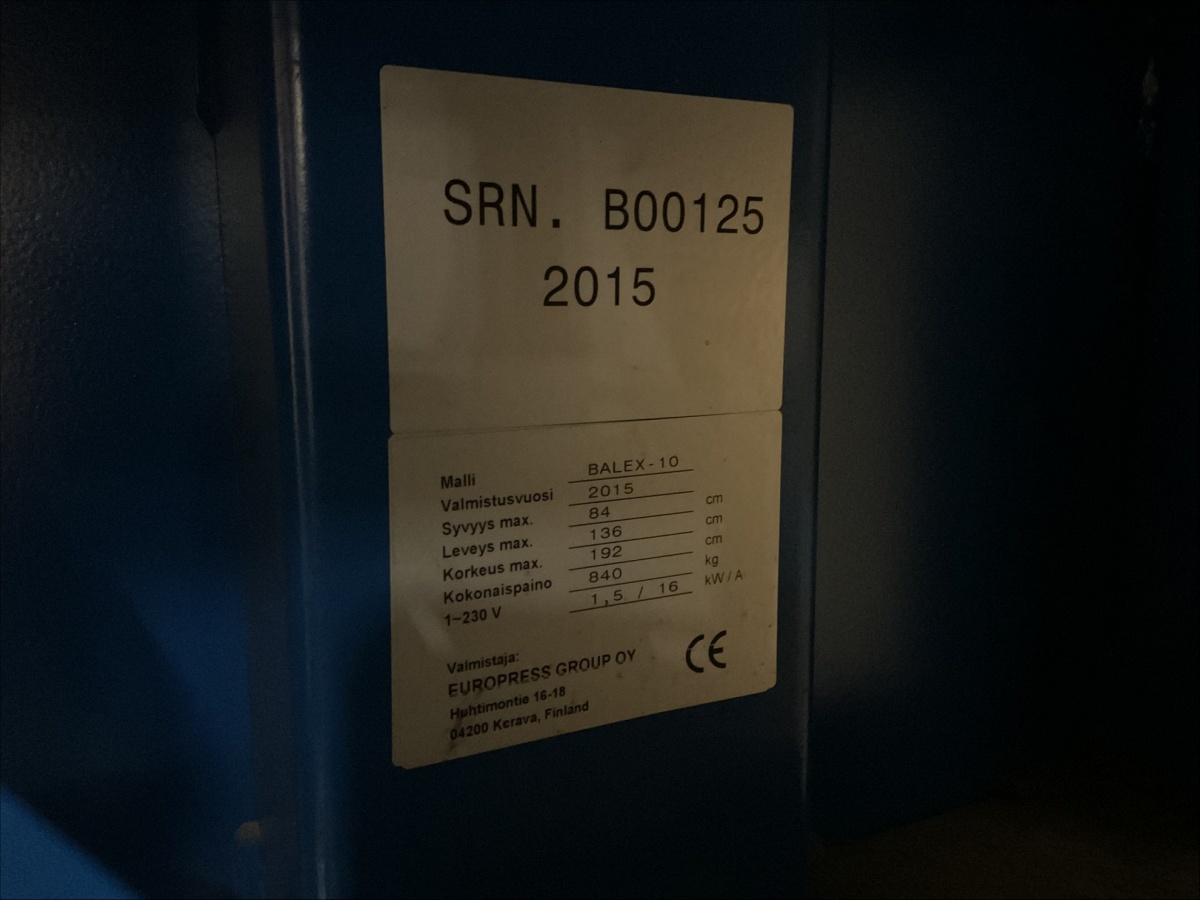 SRN. B00125
2015
Malli BALEX-10
Valmistusvuosi 2015
Syvyys max. 84 cm
Leveys max. 136 cm
Korkeus max. 192 cm
Kokonaispaino 840 kg
1~230 V 1,5 / 16 kW / A
Valmistaja:
EUROPRESS GROUP OY
Huhtimontie 16-18
04200 Kerava, Finland
CE